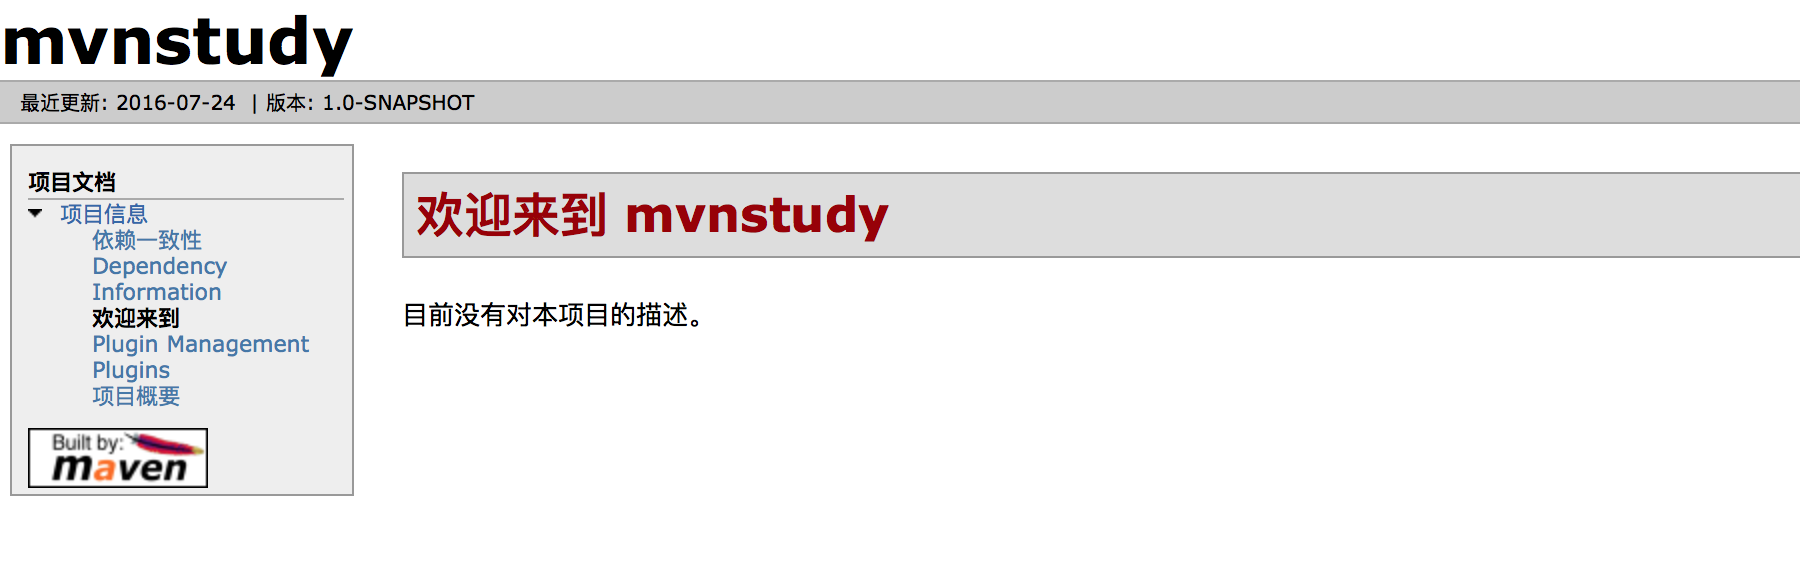 mvnstudy
最近更新: 2016-07-24 | 版本: 1.0-SNAPSHOT
项目文档
项目信息
依赖一致性
Dependency
Information
欢迎来到
Plugin Management
Plugins
项目概要
Built by:
maven
欢迎来到 mvnstudy
目前没有对本项目的描述。